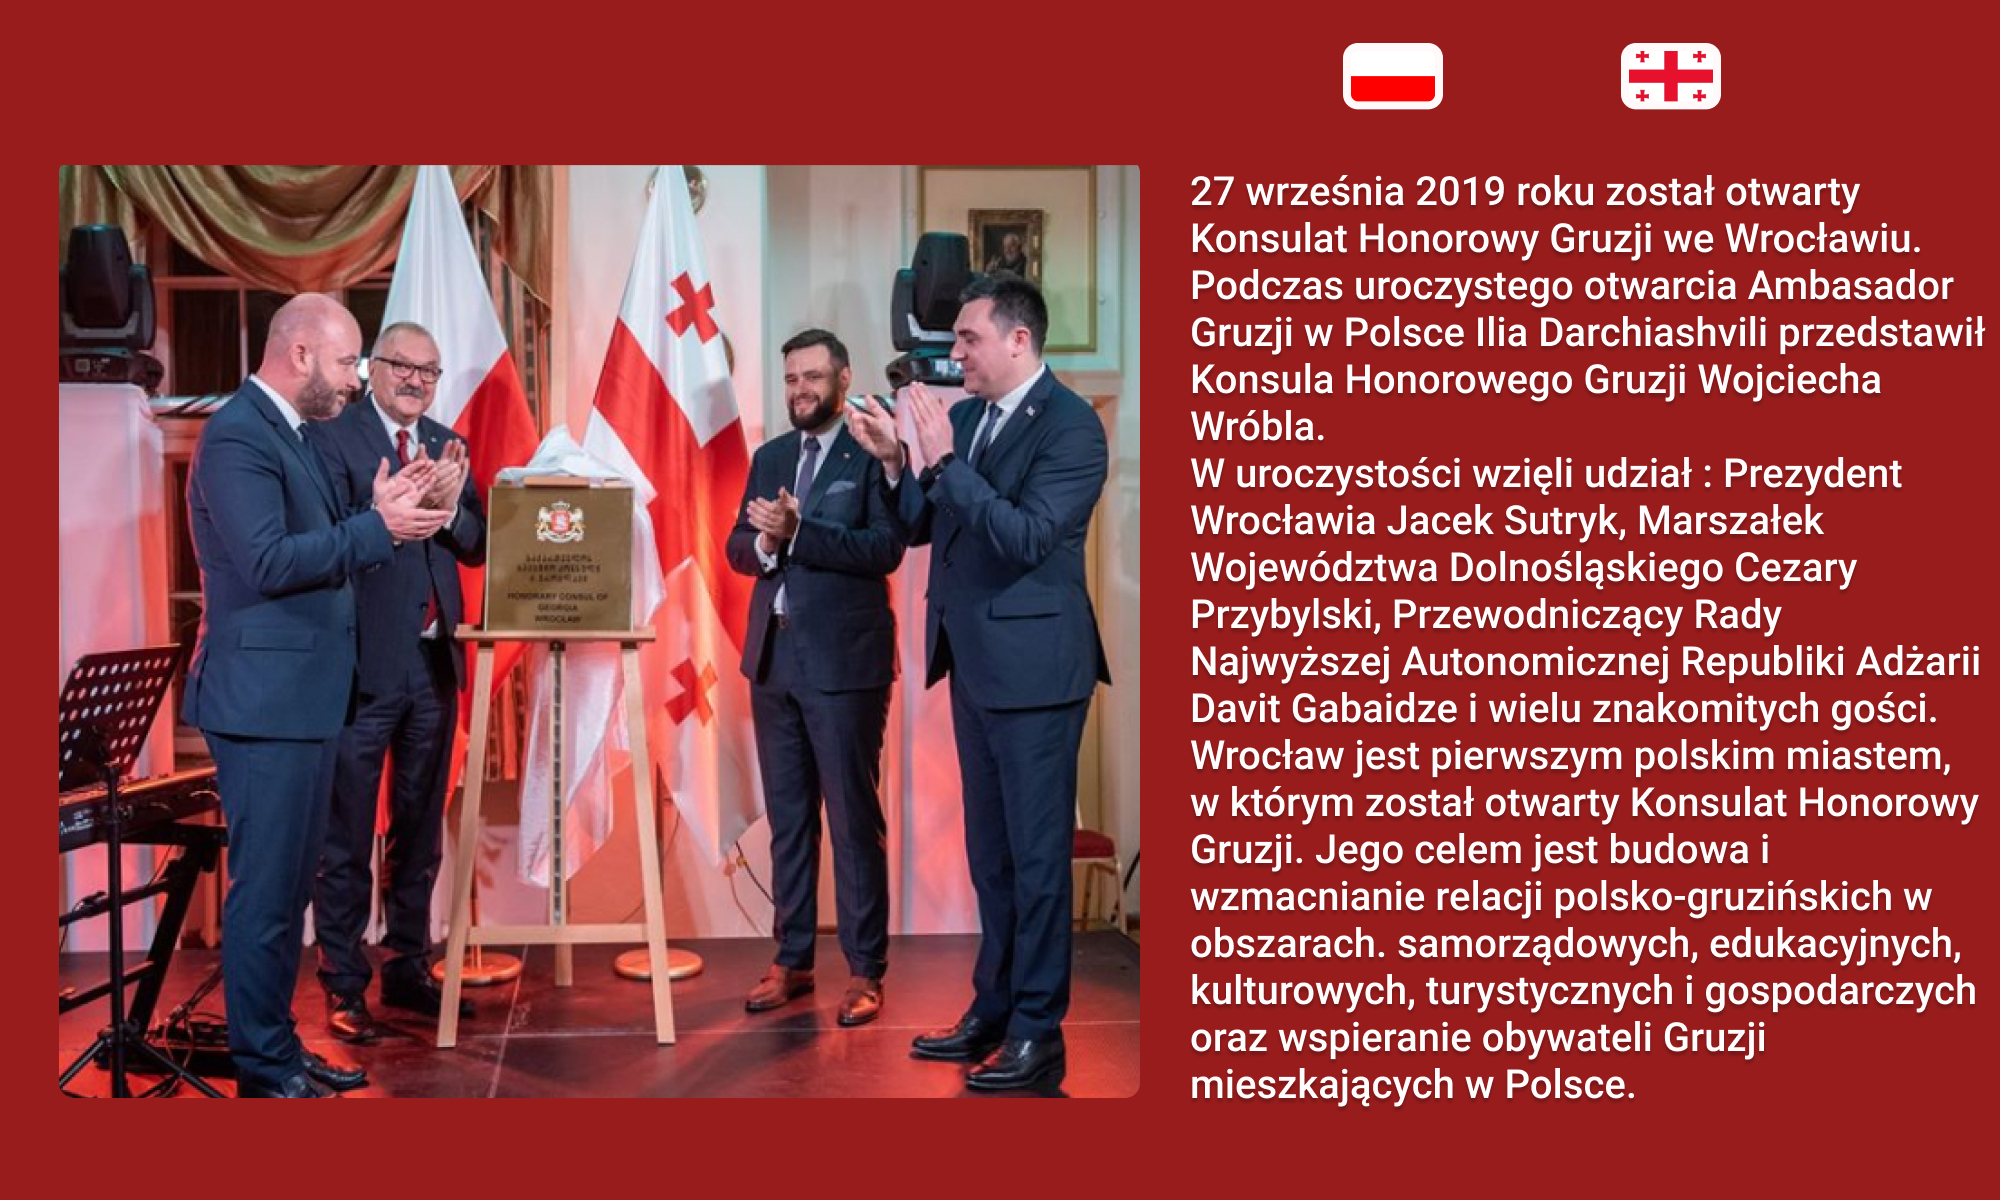 27 września 2019 roku został otwarty
Konsulat Honorowy Gruzji we Wrocławiu.
Podczas uroczystego otwarcia Ambasador
Gruzji w Polsce Ilia Darchiashvili przedstawił
Konsula Honorowego Gruzji Wojciecha
Wróbla.
W uroczystości wzięli udział : Prezydent
Wrocławia Jacek Sutryk, Marszałek
Województwa Dolnośląskiego Cezary
Przybylski, Przewodniczący Rady
Najwyższej Autonomicznej Republiki Adżarii
Davit Gabaidze i wielu znakomitych gości.
Wrocław jest pierwszym polskim miastem,
w którym został otwarty Konsulat Honorowy
Gruzji. Jego celem jest budowa i
wzmacnianie relacji polsko-gruzińskich w
obszarach. samorządowych, edukacyjnych,
kulturowych, turystycznych i gospodarczych
oraz wspieranie obywateli Gruzji
mieszkających w Polsce.
HONORARY CONSUL OF
GEORGIA
WROCŁAW